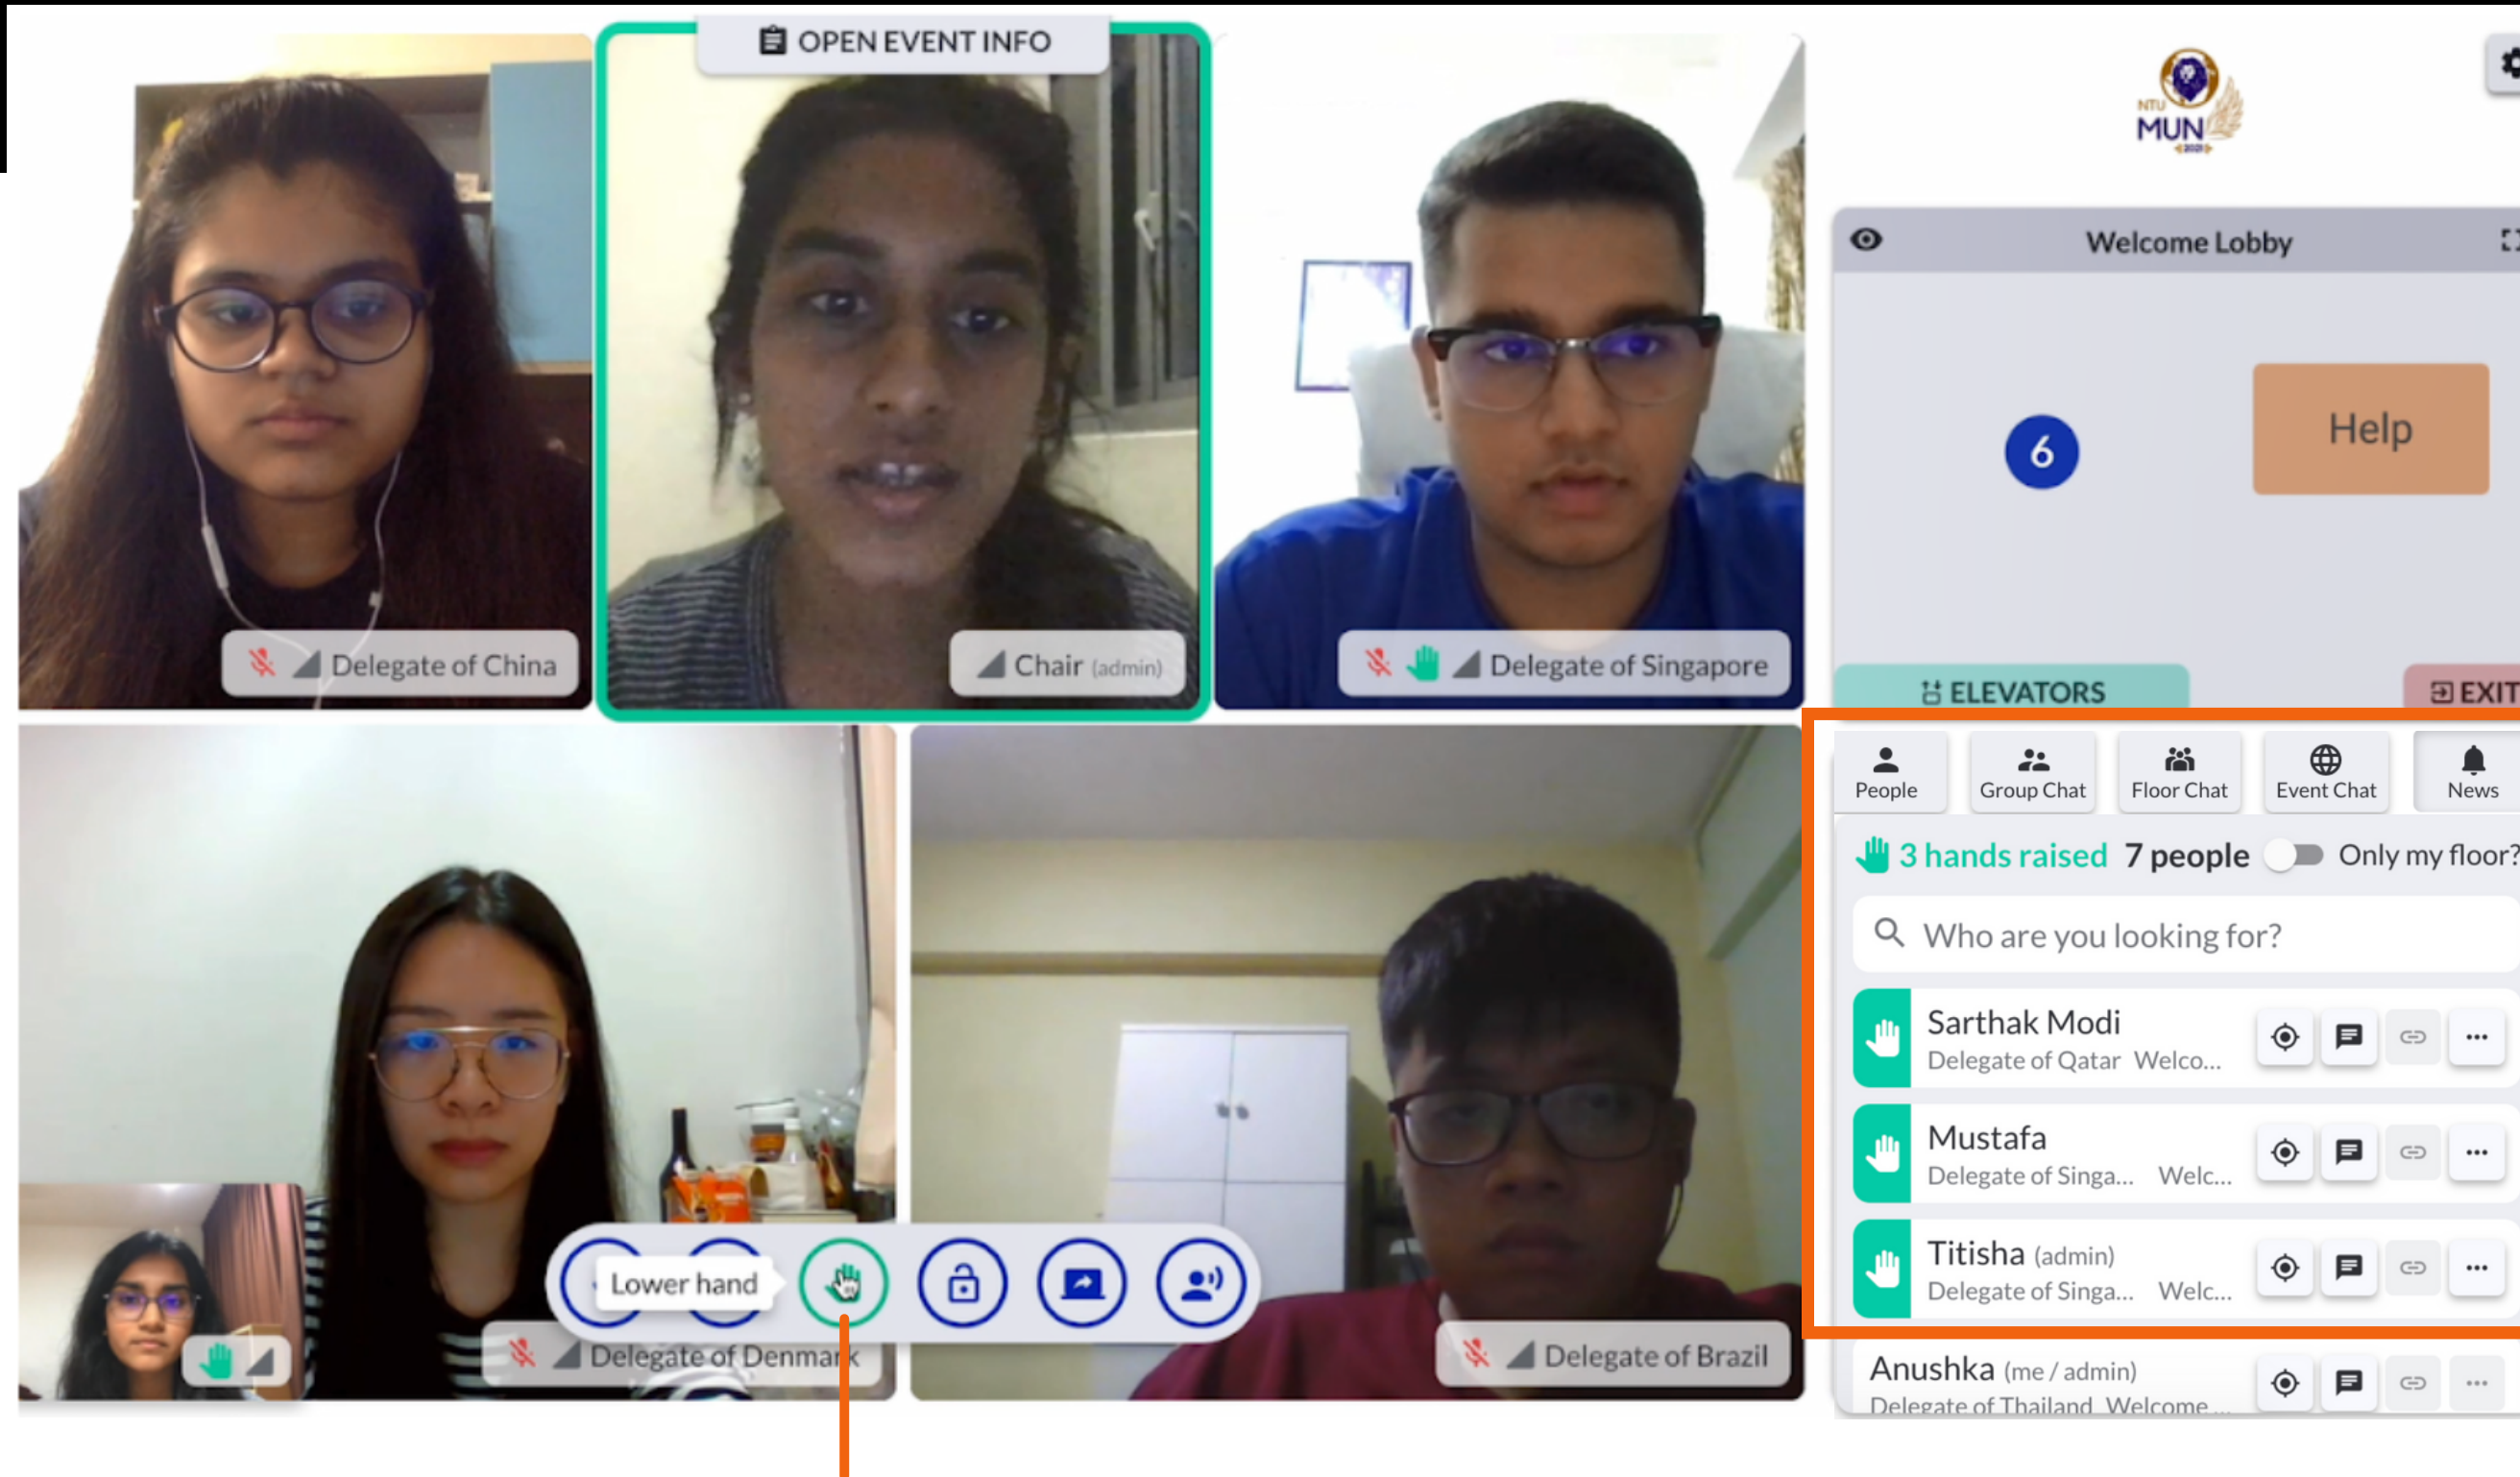 OPEN EVENT INFO
Delegate of China
Chair (admin)
Delegate of Singapore
Lower hand
Delegate of Denmark
Delegate of Brazil
NTU
MUN
2021
Welcome Lobby
6
Help
ELEVATORS
EXIT
People
Group Chat
Floor Chat
Event Chat
News
3 hands raised 7 people Only my floor?
Who are you looking for?
Sarthak Modi
Delegate of Qatar Welco...
Mustafa
Delegate of Singa... Welc...
Titisha (admin)
Delegate of Singa... Welc...
Anushka (me / admin)
Delegate of Thailand Welcome ...